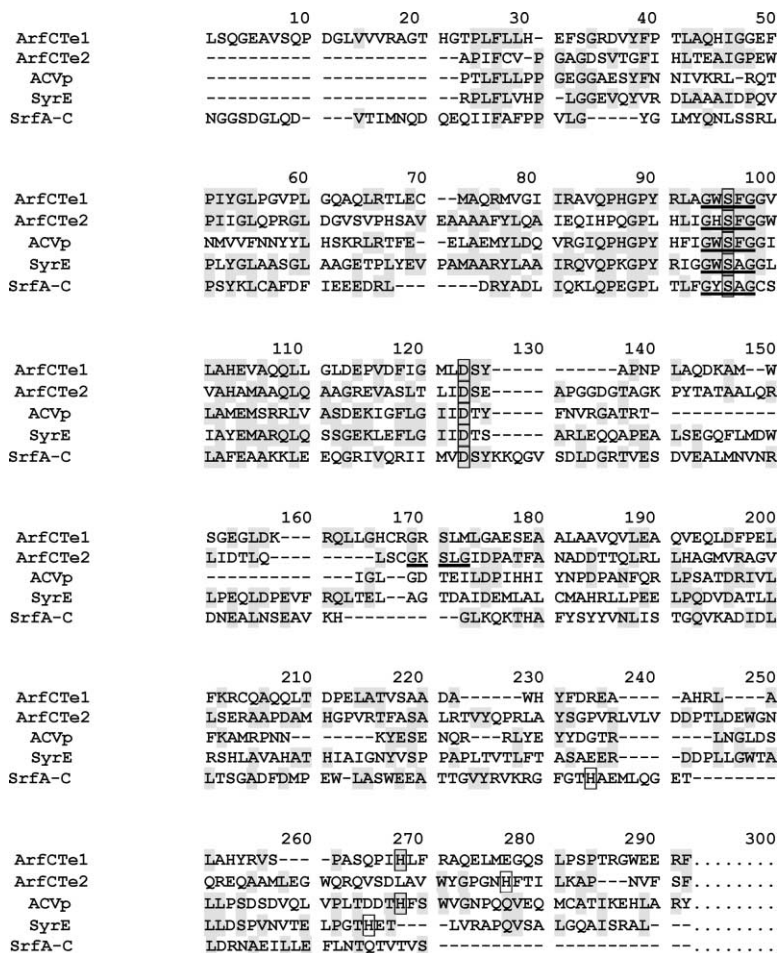 10 20 30 40 50
ArfCTe1 LSQGEAVSQP DGLVVVRAGT HGTPLFLLH- EFSGRDVYFP TLAQHIGGEF
ArfCTe2 ---------- ---------- ---APIFCV-P GAGDSVTGFI HLTEAIGPEW
ACVp ---------- ---------- ---PTLFLLPP GEGGAESYFN NIVKRL-RQT
SyrE ---------- ---------- ---RPLFLVHP -LGGEVQYVR DLAAAIDPQV
SrfA-C NGGSDGLQD- ---VTIMNQD QEQIIFAFPP VLG-----YG LMYQNLSSRL
60 70 80 90 100
ArfCTe1 PIYGLPGVPL GQAQLRTLEC --MAQRMVGI IRAVQPHGPY RLAGWSFGGV
ArfCTe2 PIIGLQPRGL DGVSVPHSAV EAAAAFYLQA IEQIHPQGPL HLIGHSFGGW
ACVp NMVVFNNYYL HSKRLRTFE- -ELAEMYLDQ VRGIQPHGPY HFIGWSFGGI
SyrE PLYGLAASGL AAGETPLYEV PAMAARYLAA IRQVQPKGPY RIGGWSAGGL
SrfA-C PSYKLCAFDF IEEEDRL--- ---DRYADLI QKLQPEGPL TLFGYSAGCS
110 120 130 140 150
ArfCTe1 LAHEVAQQLL GLDEPVDFIG MLDSY----- -----APNP LAQDKAM--W
ArfCTe2 VAHAMAAQLQ AAGREVASLT LIDSE----- APGGDGTAGK PYTATAALQR
ACVp LAMEMSRRLV ASDEKIGFLG IIDTY----- FNVRGATRT- ----------
SyrE IAYEMARQLQ SSGEKLEFLG IIDTS----- ARLEQQAPEA LSEGQFLMDW
SrfA-C LAFEAAKKLE EQGRIVQRII MVDSYKKQGV SDLDGRTVES DVEALMNVNR
160 170 180 190 200
ArfCTe1 SGEGLDK--- RQLLGHCRGR SLMLGAESEA ALAAVQVLEA QVEQLDFPEL
ArfCTe2 LIDTLQ---- ------LSCGK SLGIDPATFA NADDTTQLRL LHAGMVRAGV
ACVp ---------- ---IGL--GD TEILDPIHHI YNPDPANFQR LPSATDRIVL
SyrE LPEQLDPEVF RQLTEL--AG TDAIDEMLAL CMAHRLLPEE LPQDVDATLL
SrfA-C DNEALNSEAV KH-------- --GLKQKTHA FYSYYVNLIS TGQVKADIDL
210 220 230 240 250
ArfCTe1 FKRCQAQQLT DPELATVSAA DA------WH YFDREA---- -AHRL----A
ArfCTe2 LSERAAPDAM HGPVRTFASA LRTVYQPRLA YSGPVRLVLV DDPTLDEWGN
ACVp FKAMRPNN-- ----KYESEN QNR--RLYE YYDGTR---- ----LNGLDS
SyrE RSHLAVAHAT HIAIGNYVSP PAPLTVTLFT ASAEER---- DDPLLGWTA
SrfA-C LTSGADFDMP EW-LASWEEA TTGVYRVKRG FGTHAEMLQG ET--------
260 270 280 290 300
ArfCTe1 LAHYRVS--- -PASQPIHLF RAQELMEGQS LPSPTRGWEE RF........
ArfCTe2 QREQAAMLEG WQRQVSDLAV WYGPGNHFTI LKAP---NVF SF........
ACVp LLPSDSDVQL VPLTDDTHFS WVGNPQQVEQ MCATIKEHLA RY........
SyrE LLDSPVNVTE LPGTHET--- -LVRAPQVSA LGQAISRAL- --........
SrfA-C LDRNAEILLE FLNTQTVTVS ---------- ---------- --........